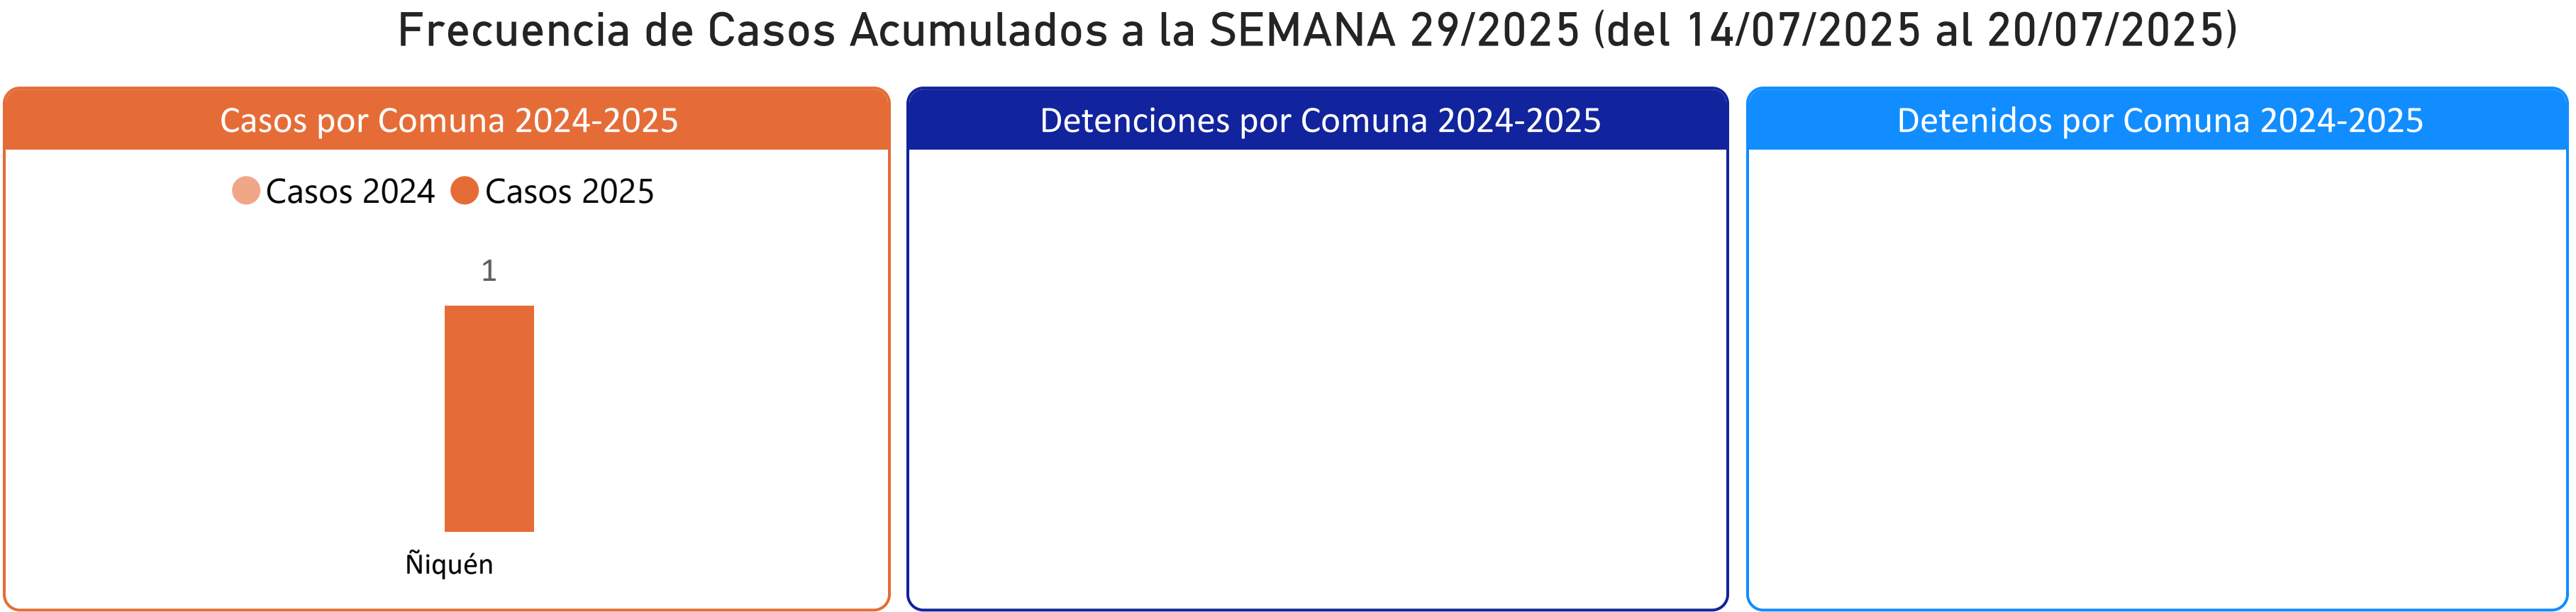 Frecuencia de Casos Acumulados a la SEMANA 29/2025 (del 14/07/2025 al 20/07/2025)
Casos por Comuna 2024-2025
Casos 2024 Casos 2025
1
Ñiquén
Detenciones por Comuna 2024-2025
Detenidos por Comuna 2024-2025